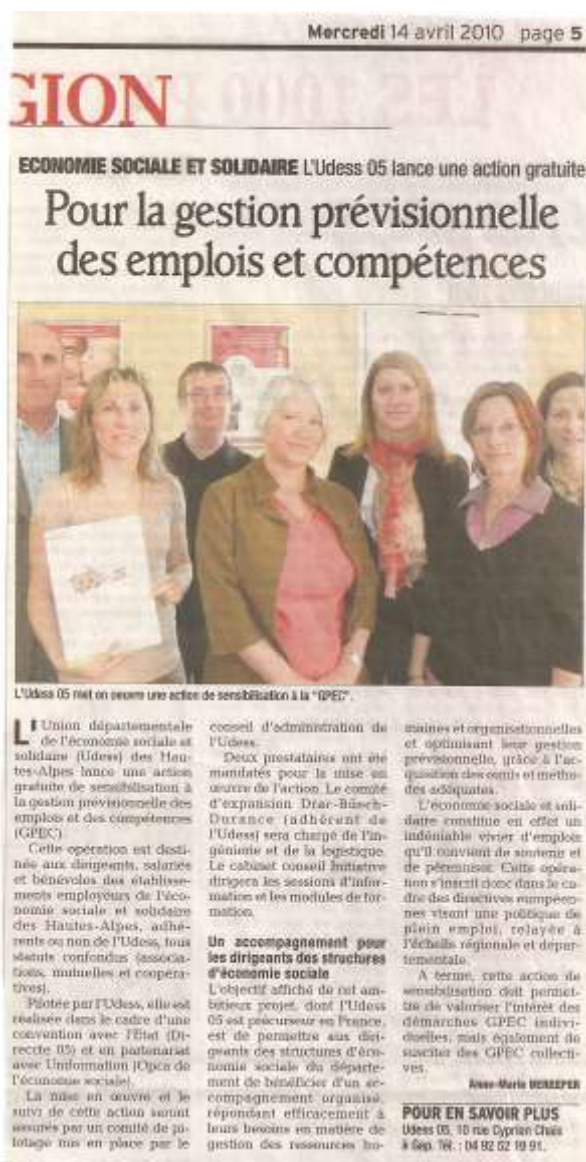 Mercredi 14 avril 2010 page 5
GION
ECONOMIE SOCIALE ET SOLIDAIRE L'Udess 05 lance une action gratuite
Pour la gestion prévisionnelle
des emplois et compétences
L'Udess 05 met en oeuvre une action de sensibilisation à la "GPEC".
L'Union départementale
de l'économie sociale et
solidaire (Udess) des Hau-
tes-Alpes lance une action
gratuite de sensibilisation à
la gestion prévisionnelle des
emplois et des compétences
(GPEC).
Cette opération est desti-
née aux dirigeants, salariés
et bénévoles des établisse-
ments employeurs de l'éco-
nomie sociale et solidaire
des Hautes-Alpes, adhé-
rents ou non de l'Udess, tous
statuts confondus (associa-
tions, mutuelles et coopéra-
tives).
Pilotée par l'Udess, elle est
réalisée dans le cadre d'une
convention avec l'Etat (Di-
reccte 05) et en partenariat
avec Uniformation (Opca de
l'économie sociale).
La mise en œuvre et le
suivi de cette action seront
assurés par un comité de pi-
lotage mis en place par le
conseil d'administration de
l'Udess.
Deux prestataires ont été
mandatés pour la mise en
œuvre de l'action. Le comité
d'expansion Drac-Buëch-
Durance (adhérent de
l'Udess) sera chargé de l'in-
génierie et de la logistique.
Le cabinet conseil Initiative
dirigera les sessions d'infor-
mation et les modules de for-
mation.
Un accompagnement pour
les dirigeants des structures
d'économie sociale
L'objectif affiché de cet am-
bitieux projet, dont l'Udess
05 est précurseur en France,
est de permettre aux diri-
geants des structures d'éco-
nomie sociale du départe-
ment de bénéficier d'un ac-
compagnement organisé,
répondant efficacement à
leurs besoins en matière de
gestion des ressources hu-
maines et organisationnelles
et optimisant leur gestion
prévisionnelle, grâce à l'ac-
quisition des outils et métho-
des adéquates.
L'économie sociale et soli-
daire constitue en effet un
indéniable vivier d'emplois
qu'il convient de soutenir et
de pérenniser. Cette opéra-
tion s'inscrit donc dans le ca-
dre des directives européen-
nes visant une politique de
plein emploi, relayée à
l'échelle régionale et dépar-
tementale.
A terme, cette action de
sensibilisation doit permet-
tre de valoriser l'intérêt des
démarches GPEC indivi-
duelles, mais également de
susciter des GPEC collecti-
ves.
Anne-Marie
POUR EN SAVOIR PLUS
Udess 05, 10 rue Cyprien Chaix
à Gap. Tél. : 04 92 52 19 91.